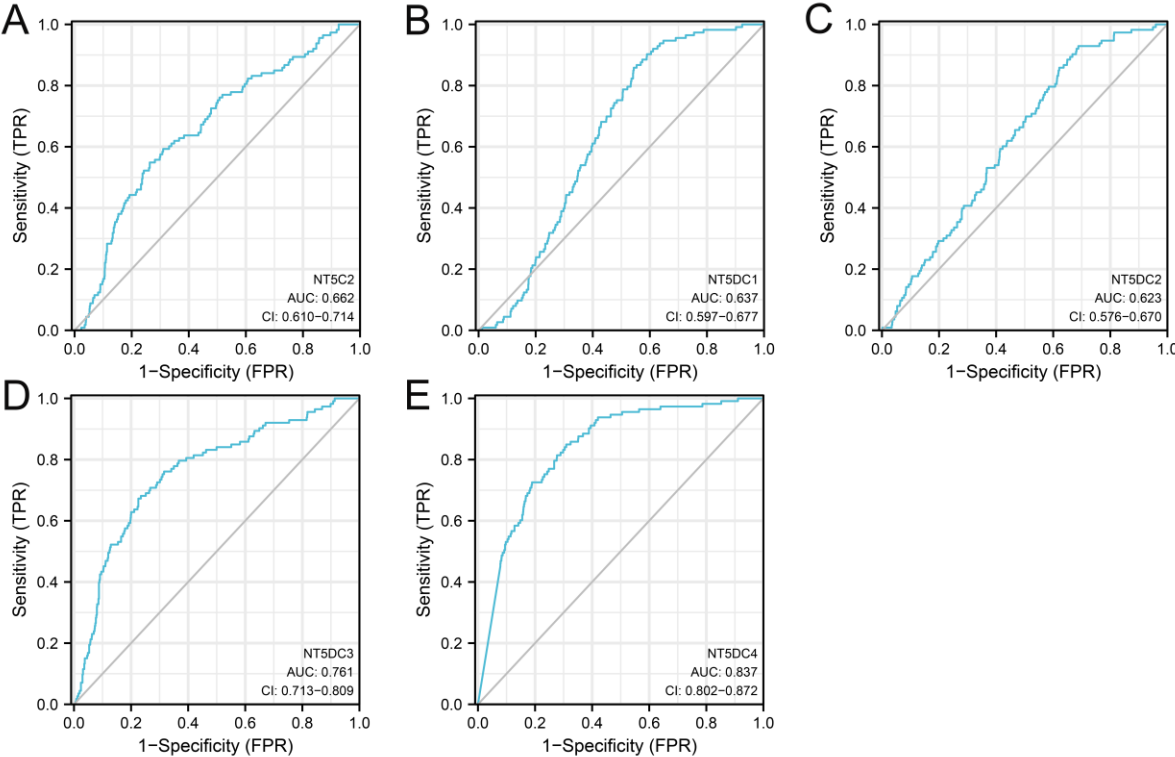 A
1.0
0.8
0.6
0.4
0.2
0.0
Sensitivity (TPR)
NT5C2
AUC: 0.662
CI: 0.610−0.714
0.0 0.2 0.4 0.6 0.8 1.0
1−Specificity (FPR)
B
1.0
0.8
0.6
0.4
0.2
0.0
Sensitivity (TPR)
NT5DC1
AUC: 0.637
CI: 0.597−0.677
0.0 0.2 0.4 0.6 0.8 1.0
1−Specificity (FPR)
C
1.0
0.8
0.6
0.4
0.2
0.0
Sensitivity (TPR)
NT5DC2
AUC: 0.623
CI: 0.576−0.670
0.0 0.2 0.4 0.6 0.8 1.0
1−Specificity (FPR)
D
1.0
0.8
0.6
0.4
0.2
0.0
Sensitivity (TPR)
NT5DC3
AUC: 0.761
CI: 0.713−0.809
0.0 0.2 0.4 0.6 0.8 1.0
1−Specificity (FPR)
E
1.0
0.8
0.6
0.4
0.2
0.0
Sensitivity (TPR)
NT5DC4
AUC: 0.837
CI: 0.802−0.872
0.0 0.2 0.4 0.6 0.8 1.0
1−Specificity (FPR)